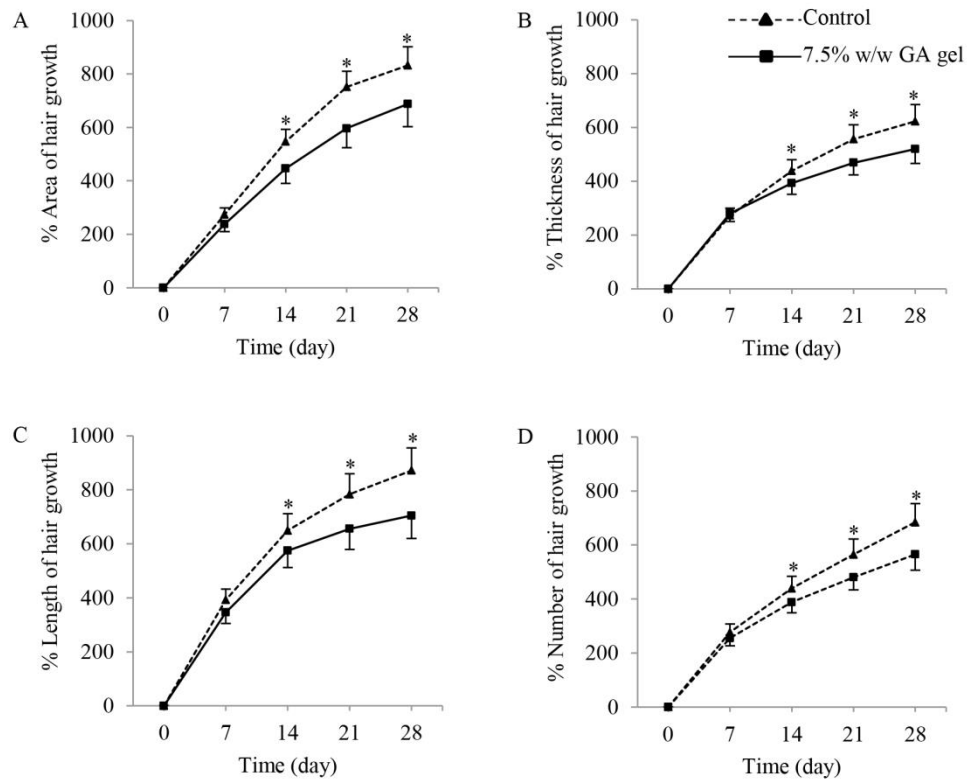 A
% Area of hair growth
1000
800
600
400
200
0
*
*
*
0 7 14 21 28
Time (day)
B
Control
7.5% w/w GA gel
% Thickness of hair growth
1000
800
600
400
200
0
*
*
*
0 7 14 21 28
Time (day)
C
% Length of hair growth
1000
800
600
400
200
0
*
*
*
0 7 14 21 28
Time (day)
D
% Number of hair growth
1000
800
600
400
200
0
*
*
*
0 7 14 21 28
Time (day)